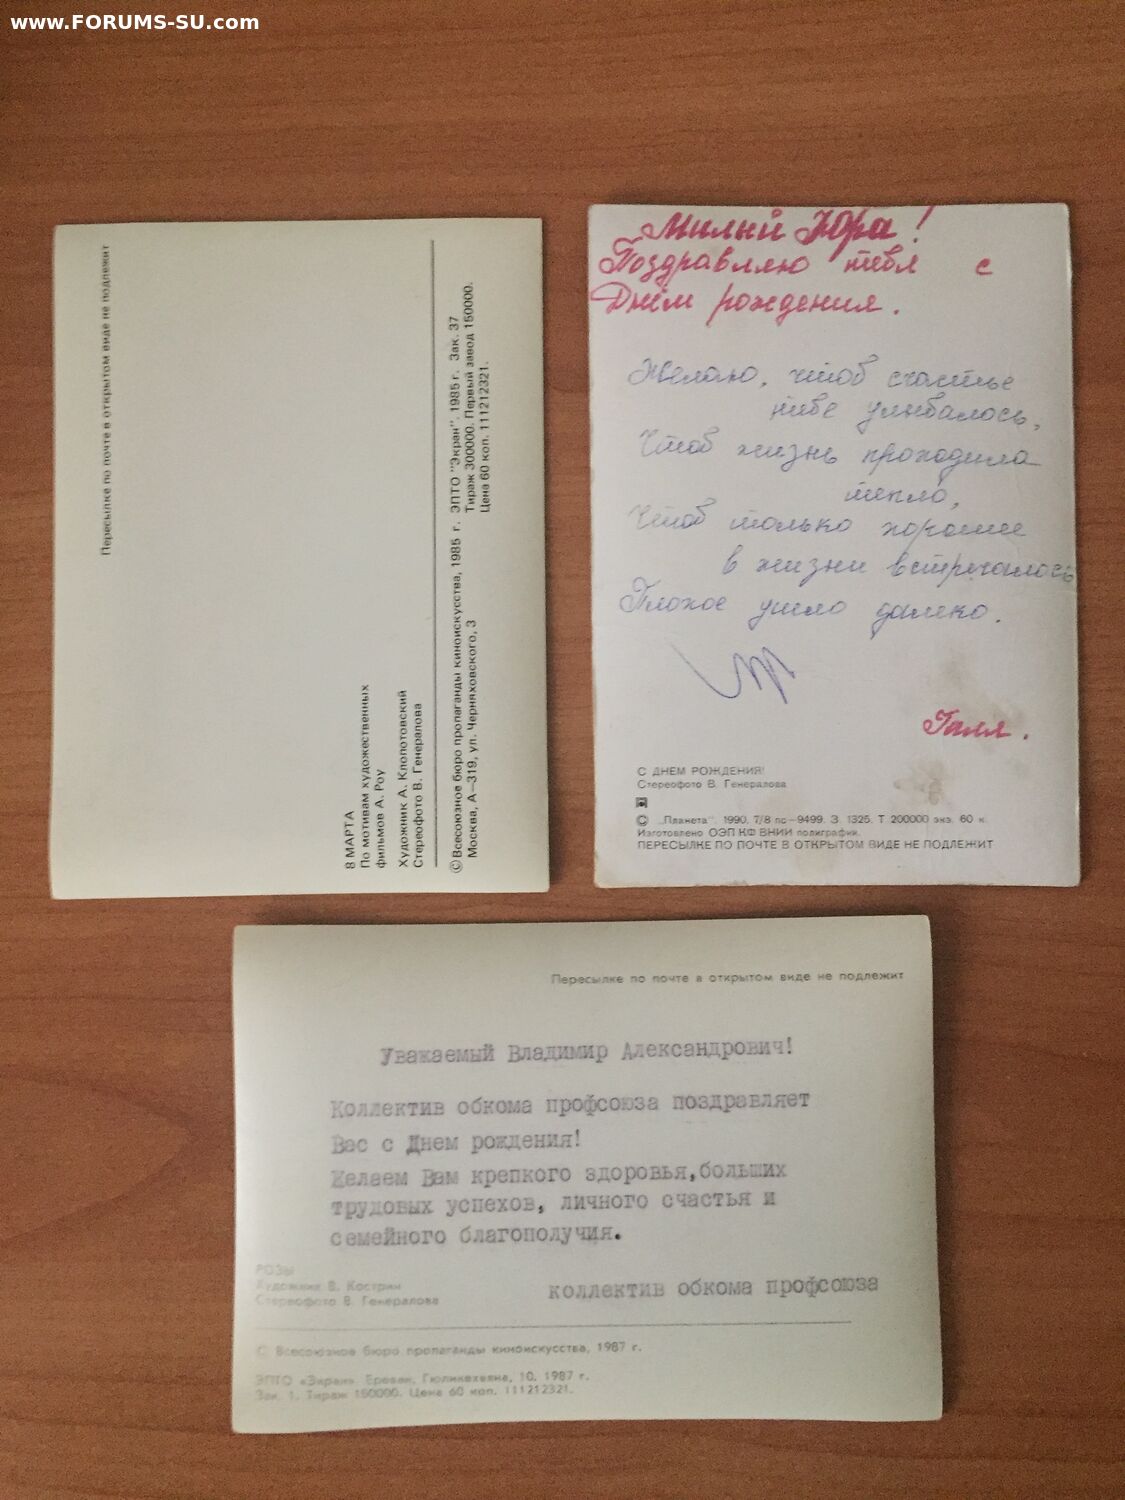 www.FORUMS-SU.com
Пересылке по почте в открытом виде не подлежит
8 МАРТА
По мотивам художественных
фильмов А. Роу
Художник А. Клопотовский
Стереофото В. Генералова
© Всесоюзное бюро пропаганды киноискусства, 1985 г. ЭПТО "Экран". 1985 г. Зак. 37
Москва, А—319, ул. Черняховского, 3 Тираж 300000. Первый завод 150000.
Цена 60 коп. 111212321.
Милый Юра!
Поздравляю тебя с
Днём рождения.
Желаю, чтоб счастье
тебе улыбалось,
Чтоб жизнь проходила
тепло,
Чтоб только хорошее
в жизни встречалось
Плохое ушло далеко.
Галя.
С ДНЕМ РОЖДЕНИЯ!
Стереофото В. Генералова
© „Планета". 1990. 7/8 пс—9499. З. 1325. Т 200000 экз. 60 к.
Изготовлено ОЭП КФ ВНИИ полиграфии.
ПЕРЕСЫЛКЕ ПО ПОЧТЕ В ОТКРЫТОМ ВИДЕ НЕ ПОДЛЕЖИТ
Пересылке по почте в открытом виде не подлежит
Уважаемый Владимир Александрович!
Коллектив обкома профсоюза поздравляет
Вас с Днем рождения!
Желаем Вам крепкого здоровья,больших
трудовых успехов, личного счастья и
семейного благополучия.
коллектив обкома профсоюза
РОЗЫ
Художник В. Кострин
Стереофото В. Генералова
© Всесоюзное бюро пропаганды киноискусства, 1987 г.
ЭПТО «Экран» Ереван, 10. 1987 г.
Зак. 1. Тираж 150000. Цена 60 коп. 111212321.